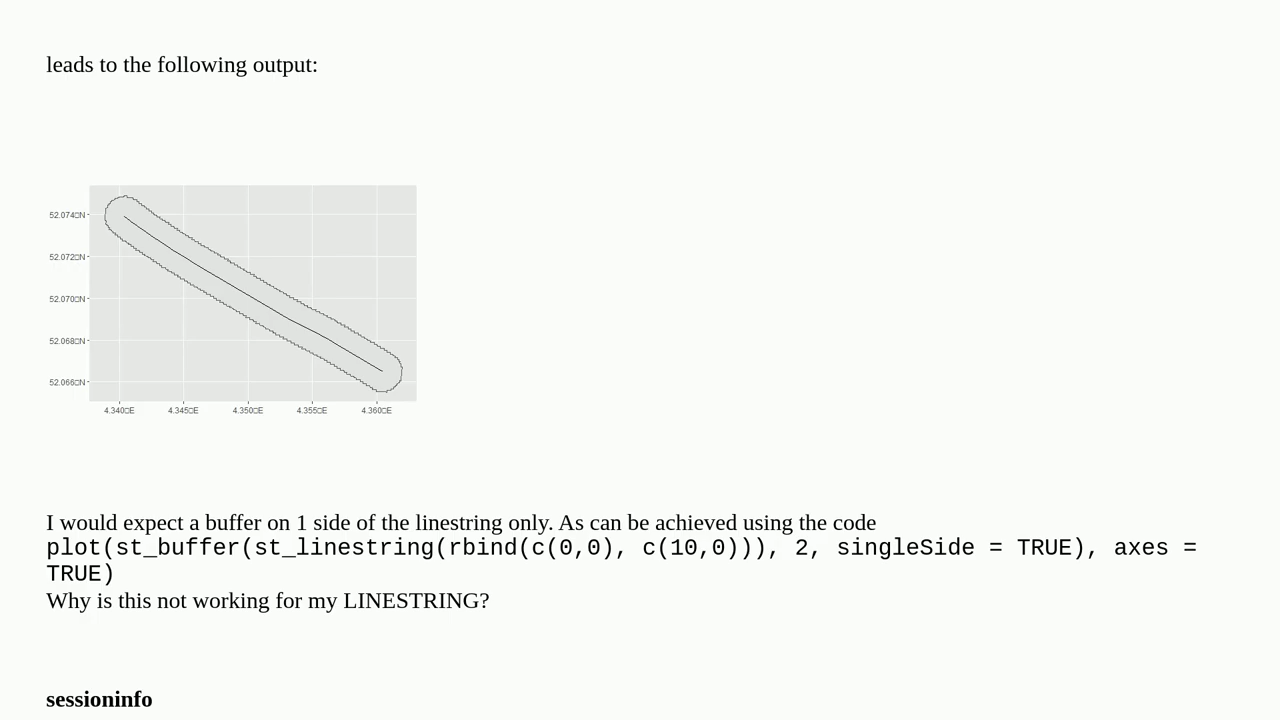 leads to the following output:
52.074□N
52.072□N
52.070□N
52.068□N
52.066□N
4.340□E 4.345□E 4.350□E 4.355□E 4.360□E
I would expect a buffer on 1 side of the linestring only. As can be achieved using the code
plot(st_buffer(st_linestring(rbind(c(0,0), c(10,0))), 2, singleSide = TRUE), axes =
TRUE)
Why is this not working for my LINESTRING?
sessioninfo